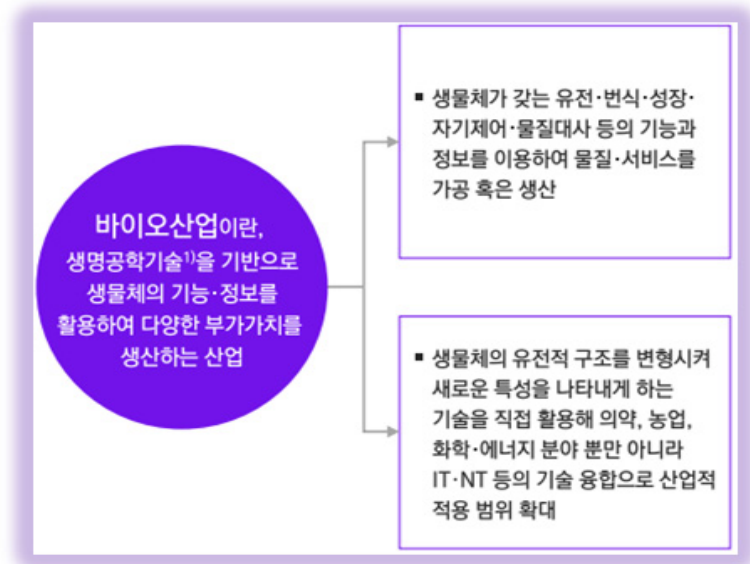 바이오산업이란,
생명공학기술1)을 기반으로
생물체의 기능·정보를
활용하여 다양한 부가가치를
생산하는 산업
▪ 생물체가 갖는 유전·번식·성장·
자기제어·물질대사 등의 기능과
정보를 이용하여 물질·서비스를
가공 혹은 생산
▪ 생물체의 유전적 구조를 변형시켜
새로운 특성을 나타내게 하는
기술을 직접 활용해 의약, 농업,
화학·에너지 분야 뿐만 아니라
IT·NT 등의 기술 융합으로 산업적
적용 범위 확대